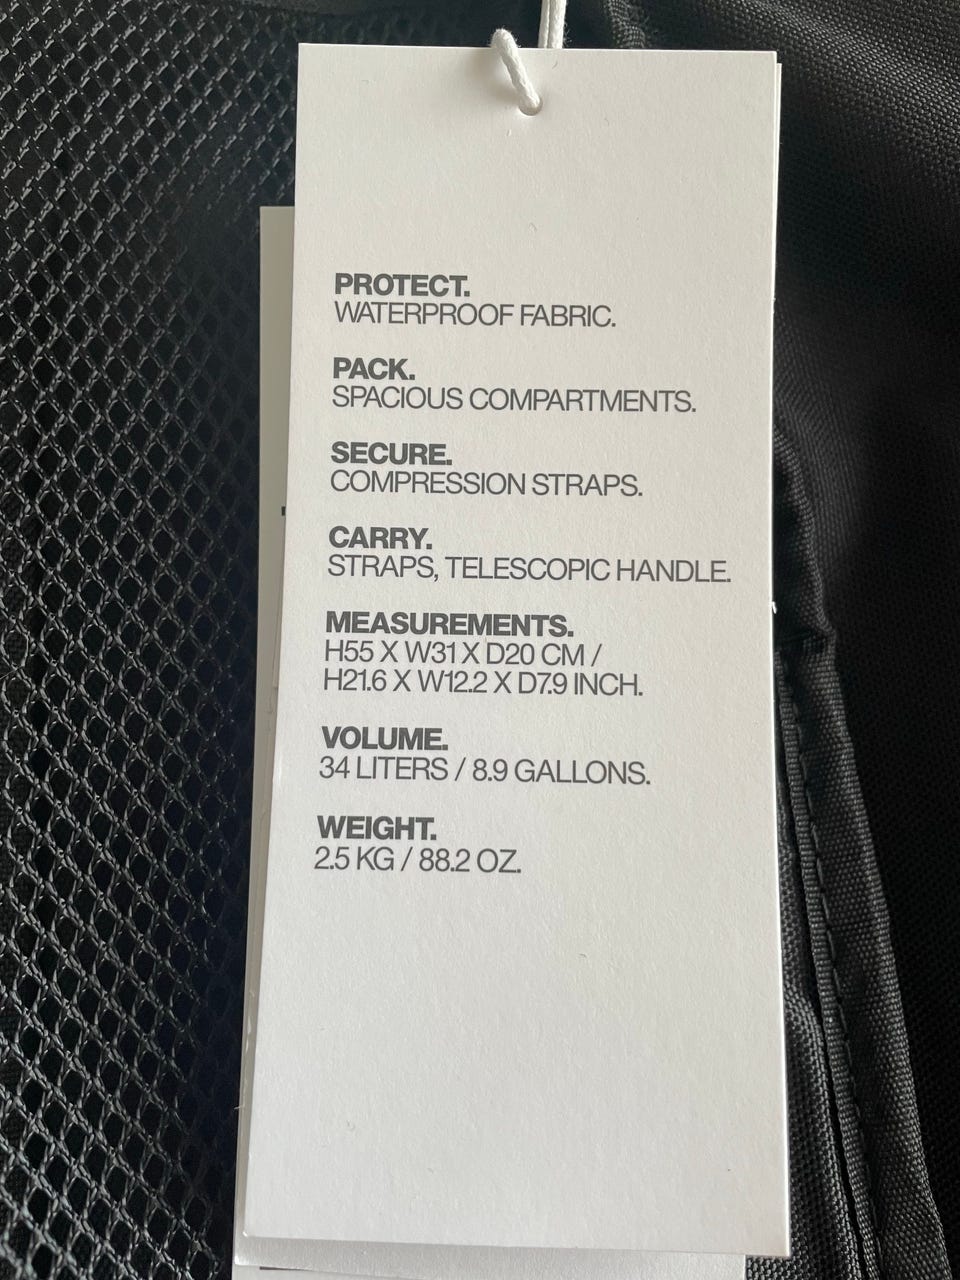 PROTECT.
WATERPROOF FABRIC.
PACK.
SPACIOUS COMPARTMENTS.
SECURE.
COMPRESSION STRAPS.
CARRY.
STRAPS, TELESCOPIC HANDLE.
MEASUREMENTS.
H55 X W31 X D20 CM /
H21.6 X W12.2 X D7.9 INCH.
VOLUME.
34 LITERS / 8.9 GALLONS.
WEIGHT.
2.5 KG / 88.2 OZ.